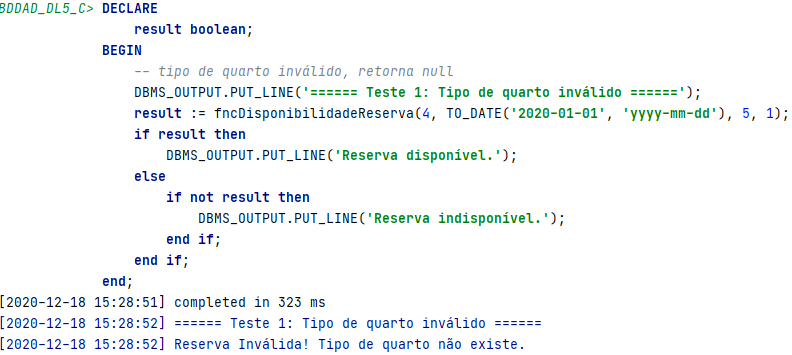 BDDAD_DL5_C> DECLARE
result boolean;
BEGIN
-- tipo de quarto inválido, retorna null
DBMS_OUTPUT.PUT_LINE('====== Teste 1: Tipo de quarto inválido ======');
result := fncDisponibilidadeReserva(4, TO_DATE('2020-01-01', 'yyyy-mm-dd'), 5, 1);
if result then
DBMS_OUTPUT.PUT_LINE('Reserva disponível.');
else
if not result then
DBMS_OUTPUT.PUT_LINE('Reserva indisponível.');
end if;
end if;
end;
[2020-12-18 15:28:51] completed in 323 ms
[2020-12-18 15:28:52] ====== Teste 1: Tipo de quarto inválido ======
[2020-12-18 15:28:52] Reserva Inválida! Tipo de quarto não existe.